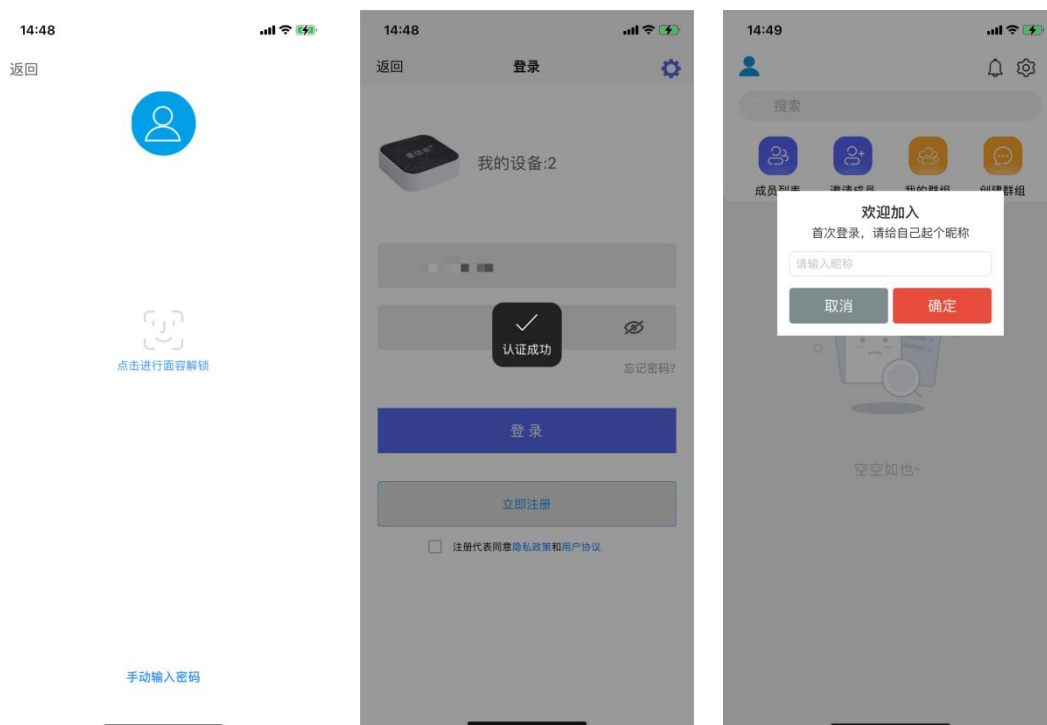 14:48
返回
点击进行面容解锁
手动输入密码
14:48
返回
登录
我的设备:2
认证成功
忘记密码?
登 录
立即注册
注册代表同意隐私政策和用户协议
14:49
搜索
成员列表
邀请成员
我的群组
创建群组
欢迎加入
首次登录，请给自己起个昵称
请输入昵称
取消
确定
空空如也~